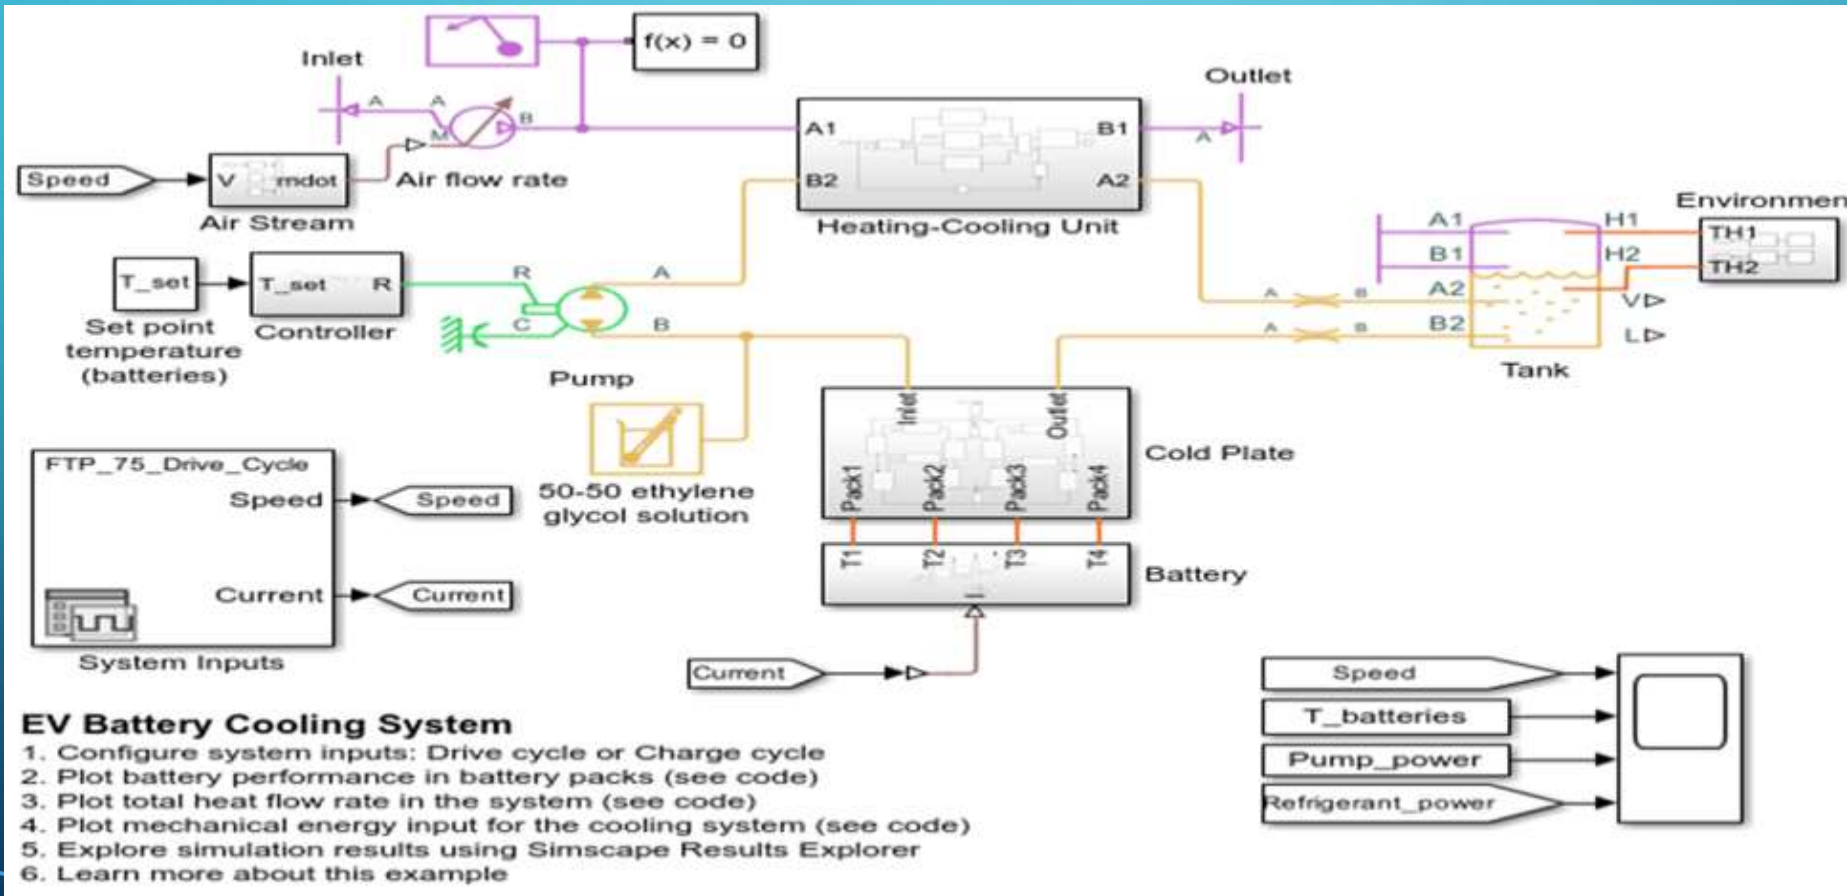 f(x) = 0
Inlet
Outlet
A
A
B
M
A
A1
B1
B2
A2
Heating-Cooling Unit
Speed
V
mdot
Air flow rate
Air Stream
Environmen
A1
H1
TH1
B1
H2
TH2
A2
V
B2
L
Tank
T_set
T_set
R
R
A
C
B
A
B
A
B
Set point
temperature
(batteries)
Controller
Pump
Inlet
Outlet
Pack1
Pack2
Pack3
Pack4
Cold Plate
50-50 ethylene
glycol solution
FTP_75_Drive_Cycle
Speed
Speed
Current
Current
System Inputs
T1
T2
T3
T4
I
Battery
Current
Speed
T_batteries
Pump_power
Refrigerant_power
EV Battery Cooling System
1. Configure system inputs: Drive cycle or Charge cycle
2. Plot battery performance in battery packs (see code)
3. Plot total heat flow rate in the system (see code)
4. Plot mechanical energy input for the cooling system (see code)
5. Explore simulation results using Simscape Results Explorer
6. Learn more about this example